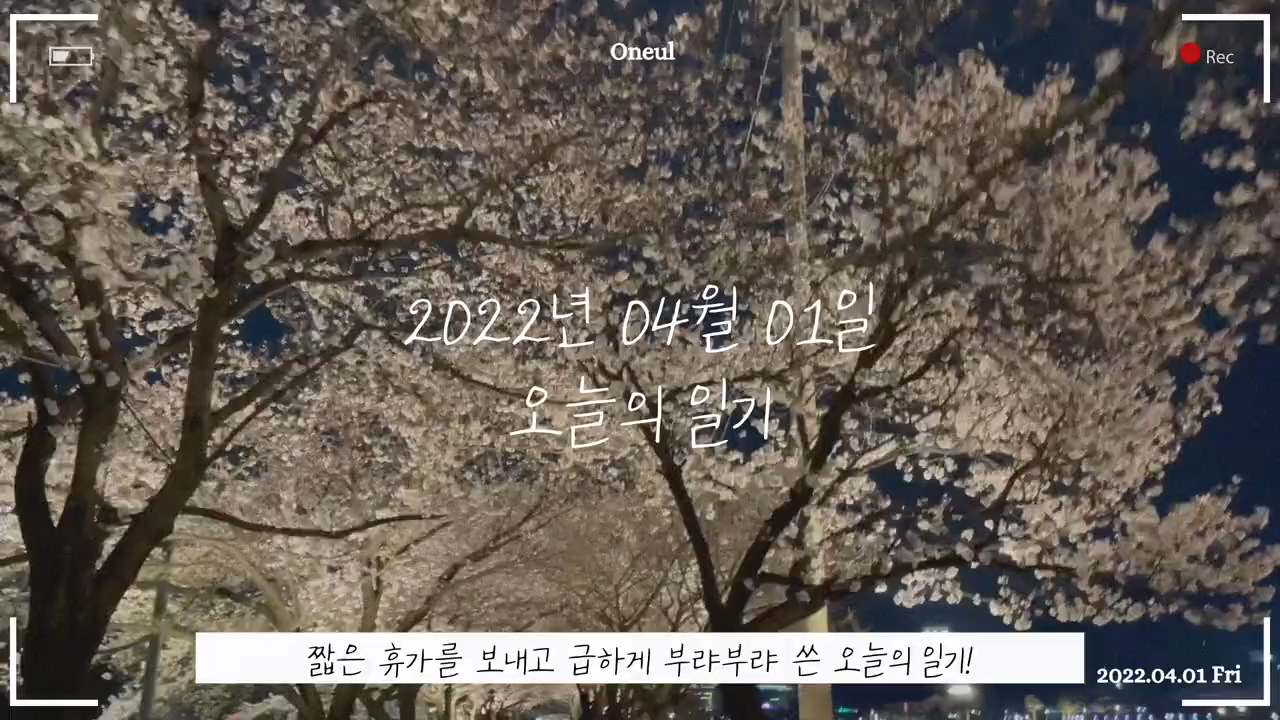 Oneul
Rec
2022년 04월 01일
오늘의 일기
짧은 휴가를 보내고 급하게 부랴부랴 쓴 오늘의 일기!
2022.04.01 Fri